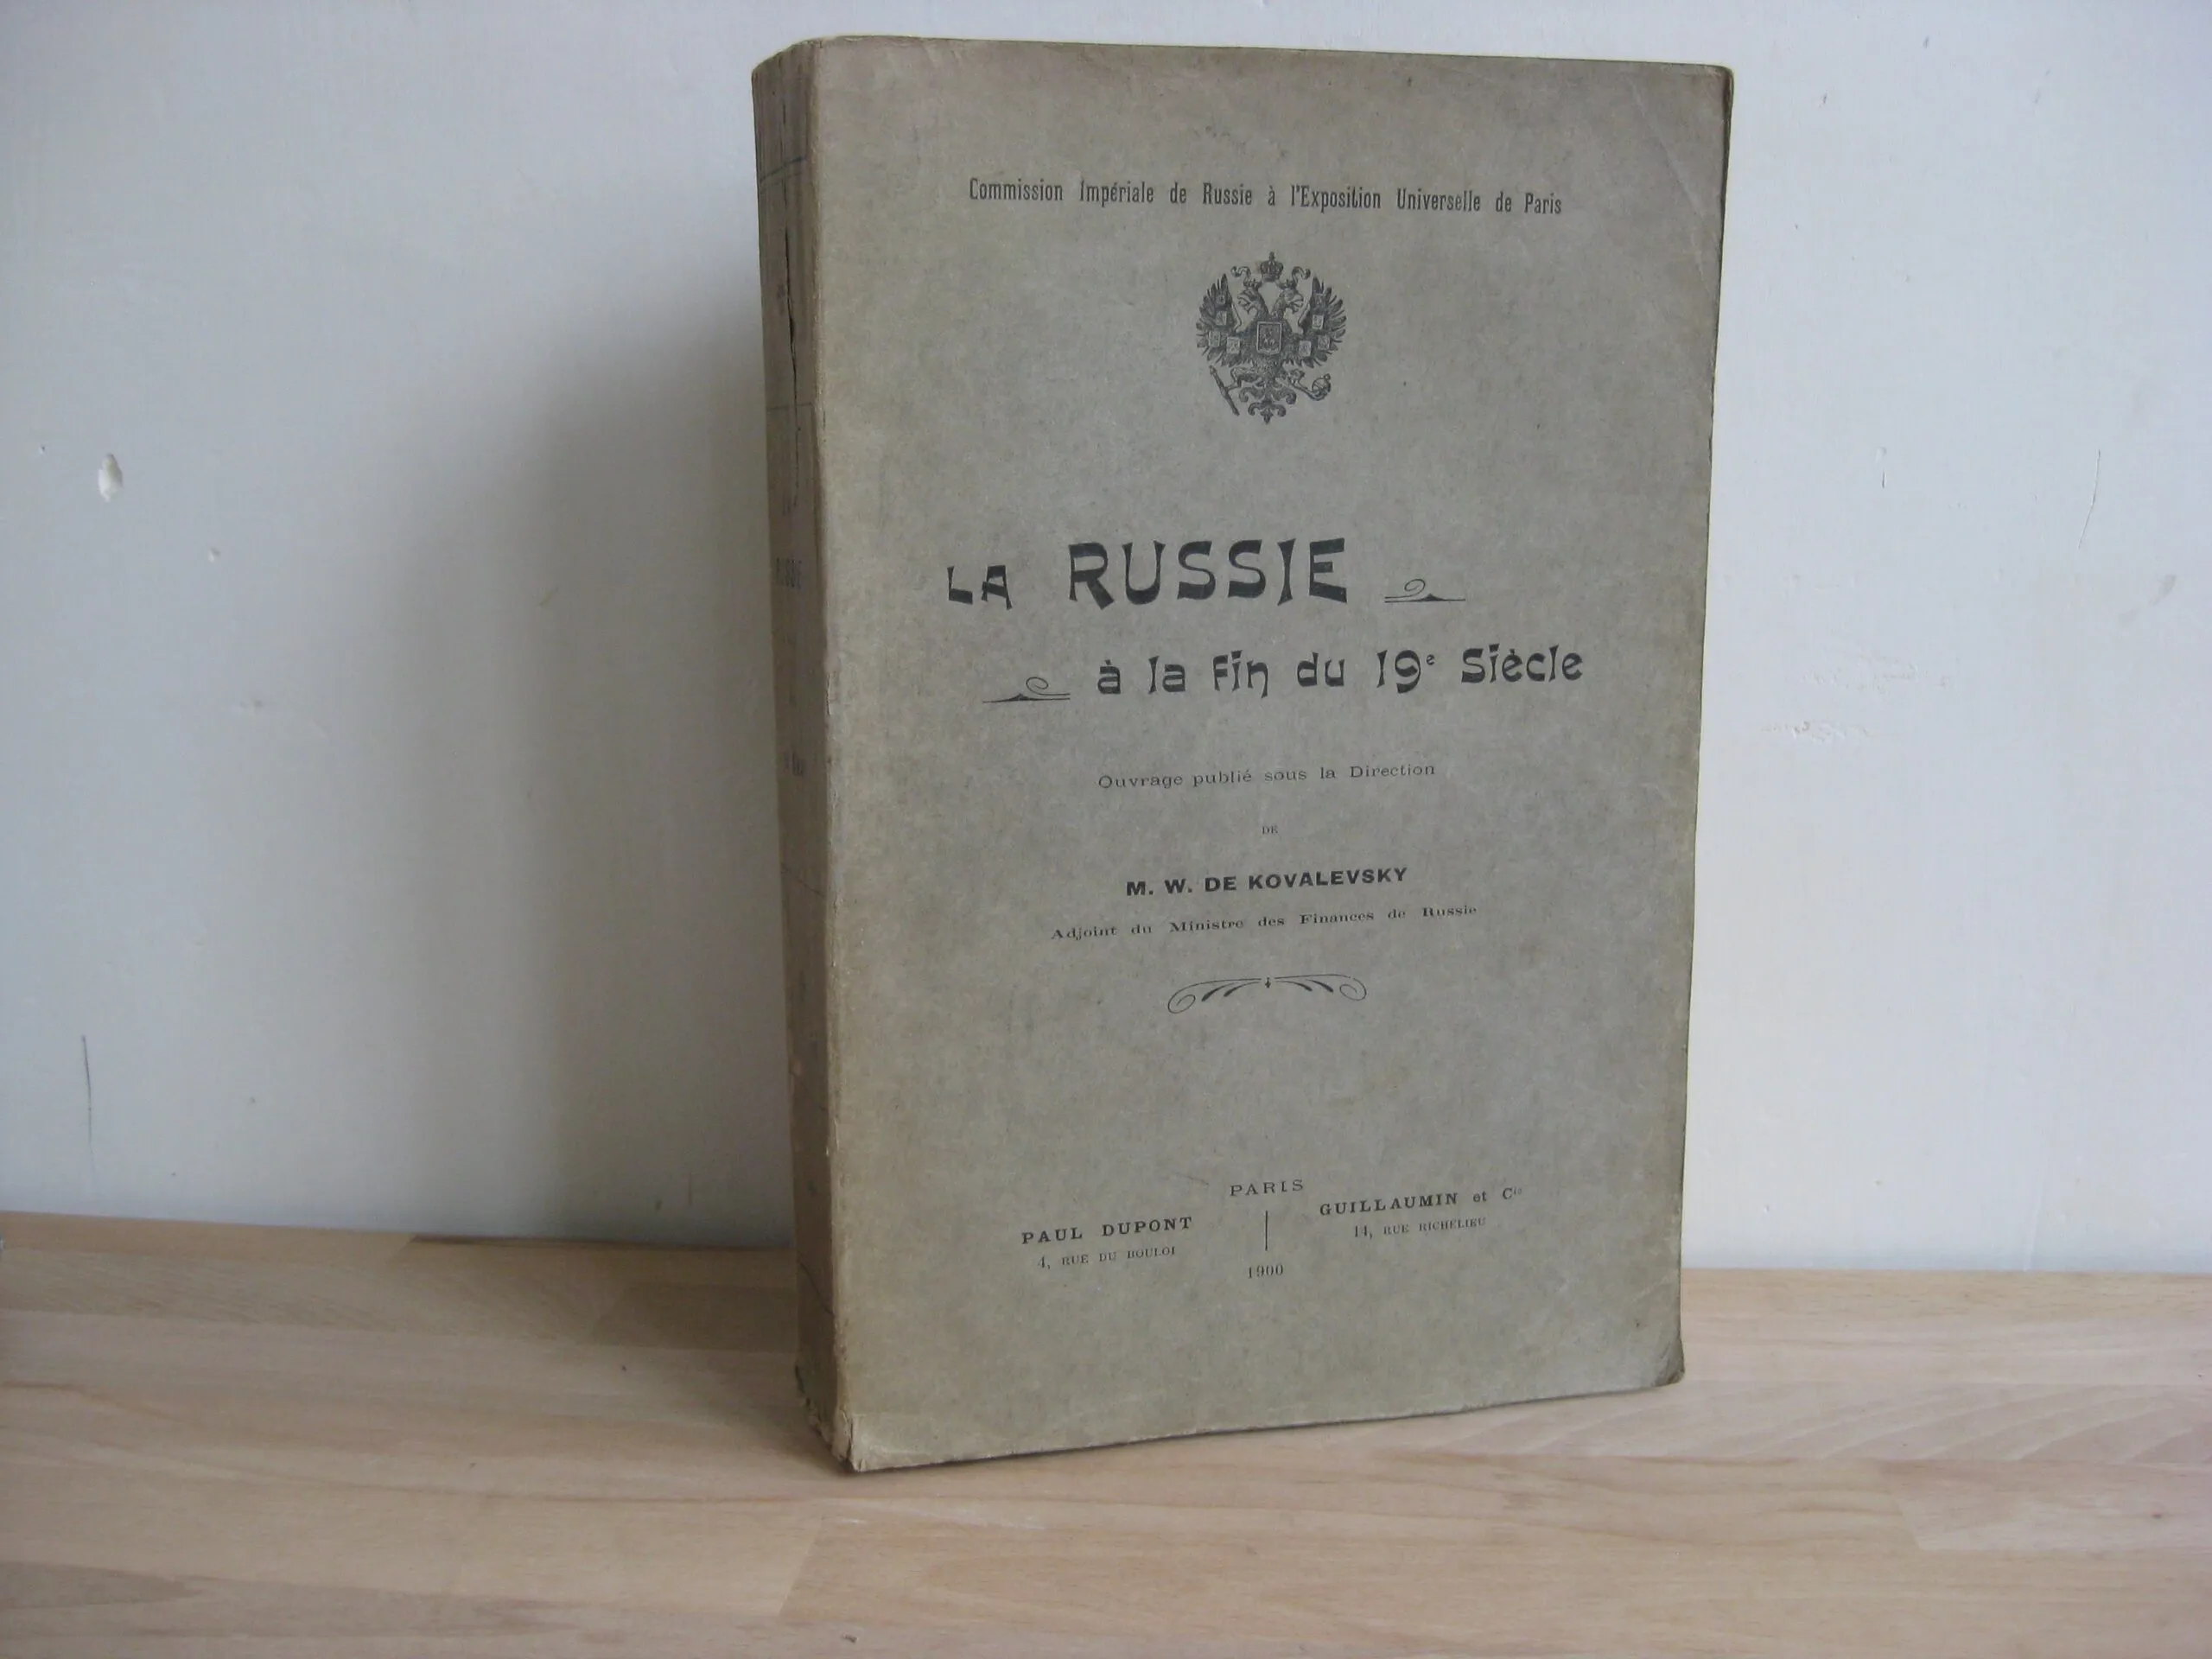 Commission Impériale de Russie à l'Exposition Universelle de Paris
LA RUSSIE
à la fin du 19e Siècle
Ouvrage publié sous la Direction
DE
M. W. DE KOVALEVSKY
Adjoint du Ministre des Finances de Russie
PARIS
PAUL DUPONT
4, RUE DU BOULOI
GUILLAUMIN et Cie
14, RUE RICHELIEU
1900